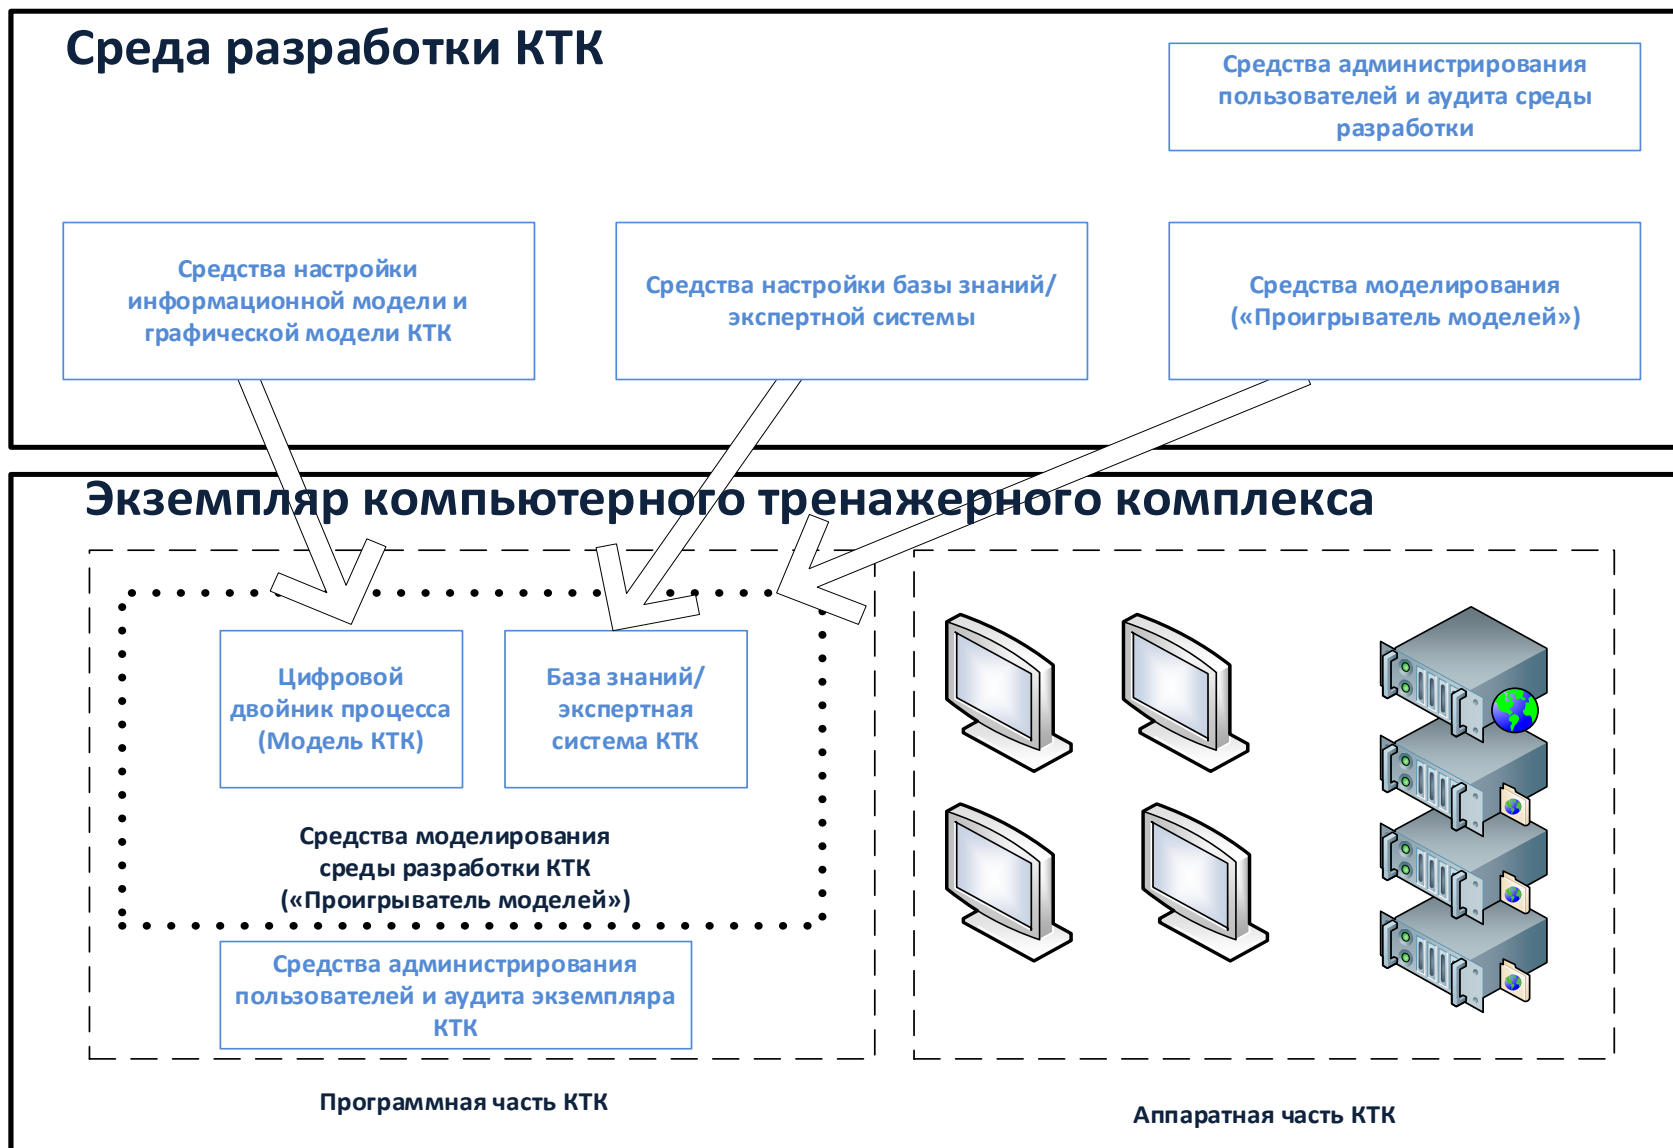 Среда разработки КТК
Средства администрирования
пользователей и аудита среды
разработки
Средства настройки
информационной модели и
графической модели КТК
Средства настройки базы знаний/
экспертной системы
Средства моделирования
(«Проигрыватель моделей»)
Экземпляр компьютерного тренажерного комплекса
Цифровой
двойник процесса
(Модель КТК)
База знаний/
экспертная
система КТК
Средства моделирования
среды разработки КТК
(«Проигрыватель моделей»)
Средства администрирования
пользователей и аудита экземпляра
КТК
Программная часть КТК
Аппаратная часть КТК